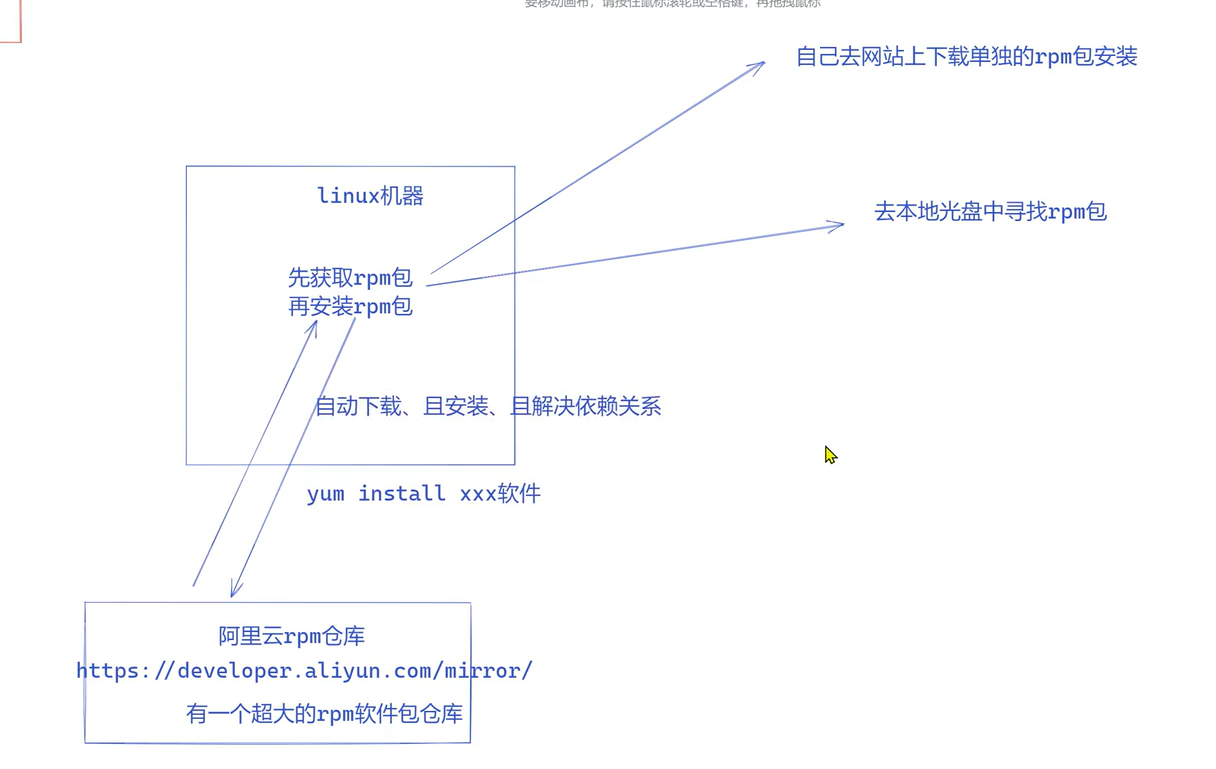 要移动画布，请按住鼠标滚轮或空格键，再拖拽鼠标
自己去网站上下载单独的rpm包安装
linux机器
去本地光盘中寻找rpm包
先获取rpm包
再安装rpm包
自动下载、且安装、且解决依赖关系
yum install xxx软件
阿里云rpm仓库
https://developer.aliyun.com/mirror/
有一个超大的rpm软件包仓库